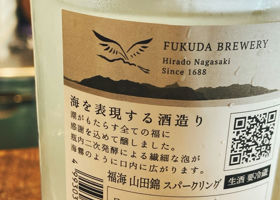 FUKUDA BREWERY
Hirado Nagasaki
Since 1688
海を表現する酒造り
潮がもたらす全ての福に
感謝を込めて醸しました。
瓶内二次発酵による繊細な泡が
海霧のように口内に広がります。
福海 山田錦 スパークリング
生酒 要冷蔵